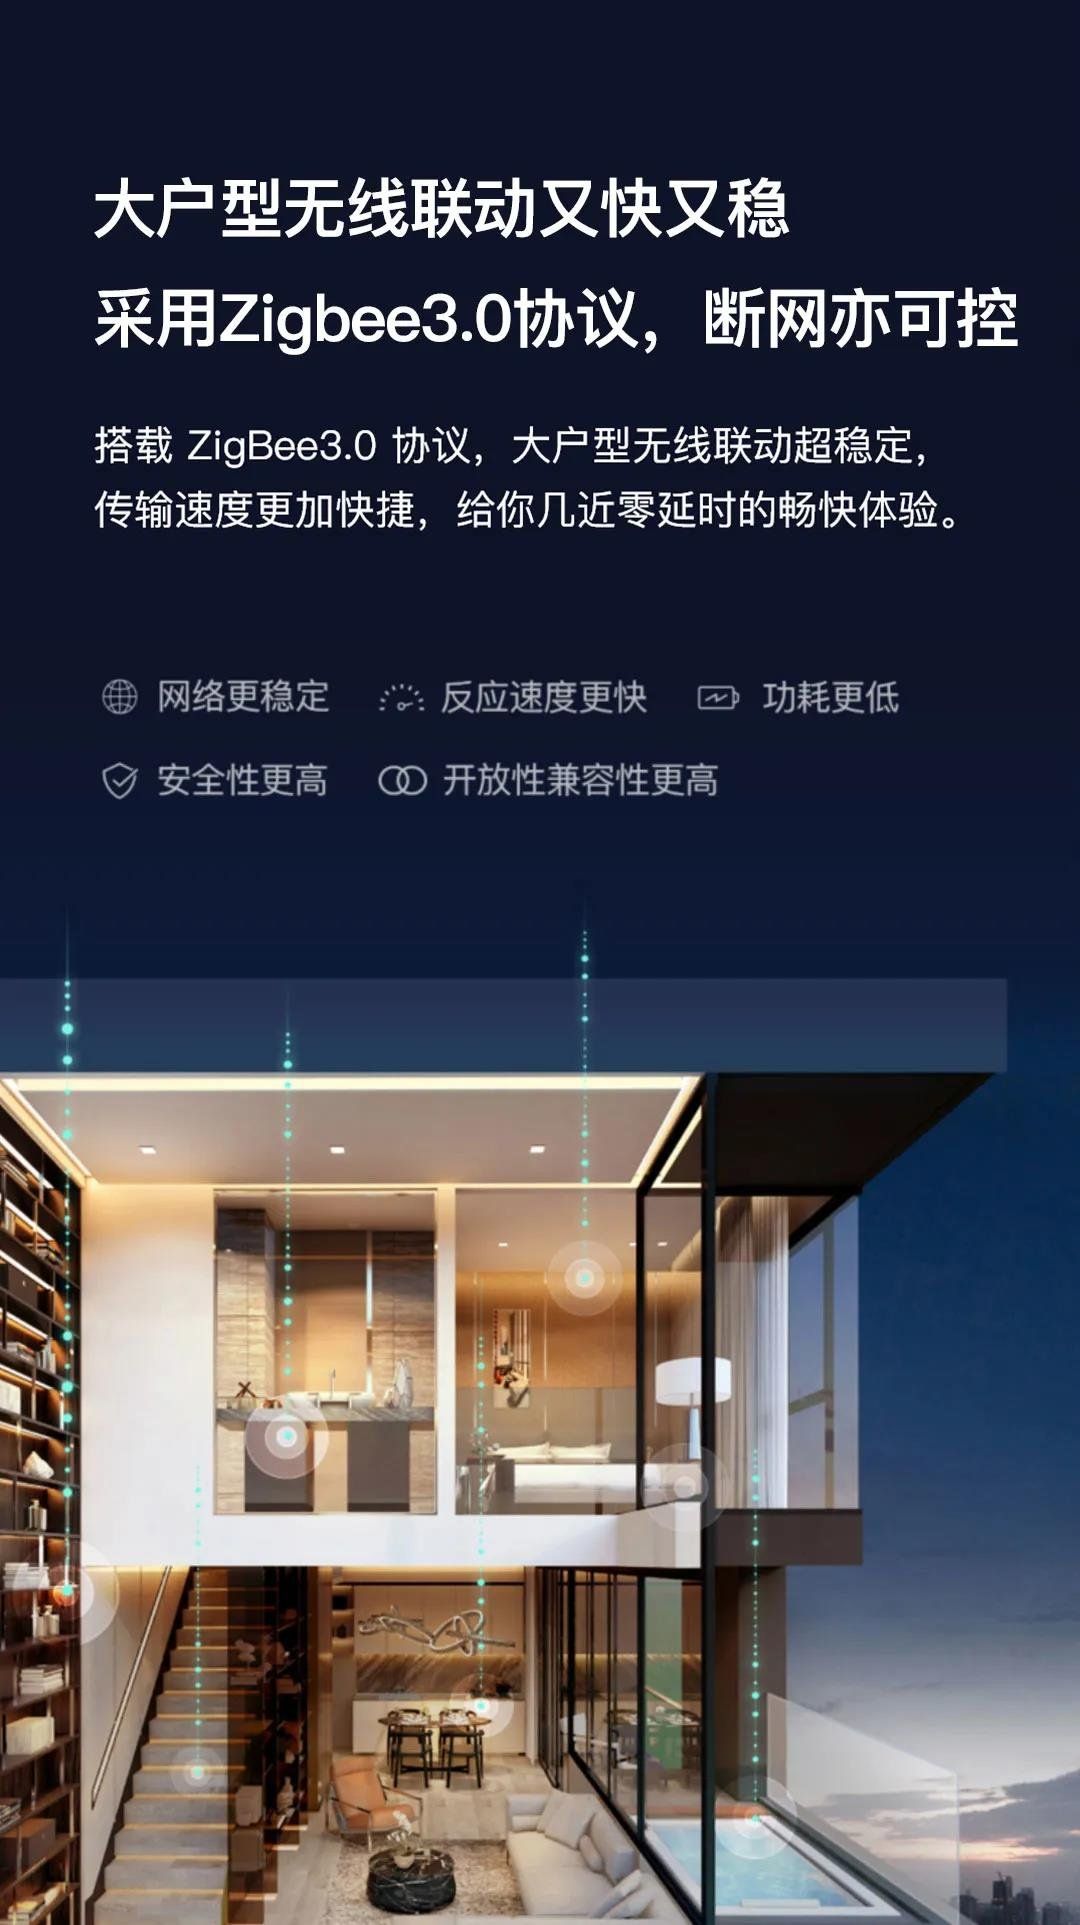 大户型无线联动又快又稳
采用Zigbee3.0协议，断网亦可控
搭载 ZigBee3.0 协议，大户型无线联动超稳定，
传输速度更加快捷，给你几近零延时的畅快体验。
网络更稳定 反应速度更快 功耗更低
安全性更高 开放性兼容性更高